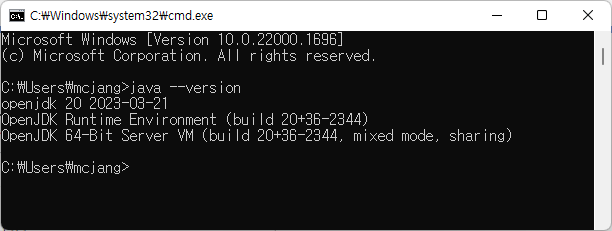 C:₩Windows₩system32₩cmd.exe
Microsoft Windows [Version 10.0.22000.1696]
(c) Microsoft Corporation. All rights reserved.
C:₩Users₩mcjang>java --version
openjdk 20 2023-03-21
OpenJDK Runtime Environment (build 20+36-2344)
OpenJDK 64-Bit Server VM (build 20+36-2344, mixed mode, sharing)
C:₩Users₩mcjang>